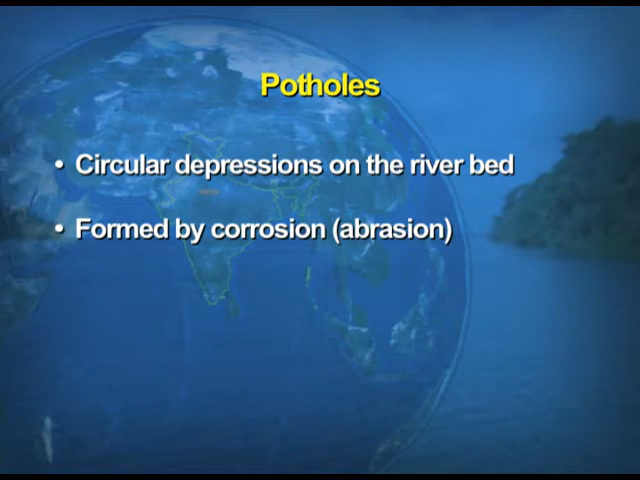 Potholes
• Circular depressions on the river bed
• Formed by corrosion (abrasion)